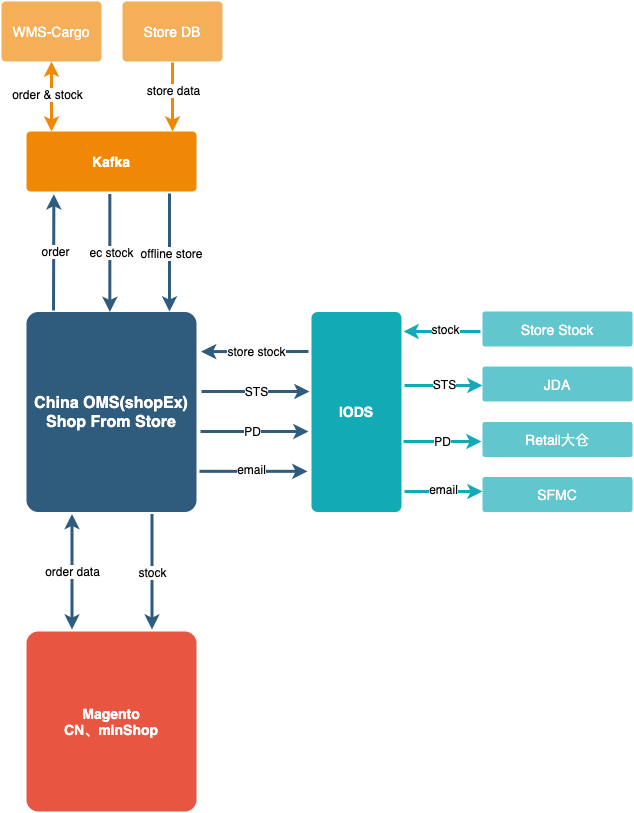 WMS-Cargo
Store DB
order & stock
store data
Kafka
order
ec stock
offline store
China OMS(shopEx)
Shop From Store
store stock
STS
PD
email
IODS
stock
STS
PD
email
Store Stock
JDA
Retail大仓
SFMC
order data
stock
Magento
CN、minShop